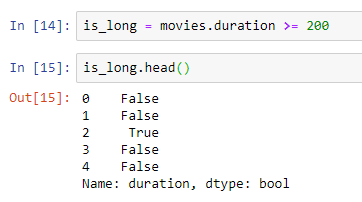 In [14]: is_long = movies.duration >= 200
In [15]: is_long.head()
Out[15]: 0    False
1    False
2     True
3    False
4    False
Name: duration, dtype: bool